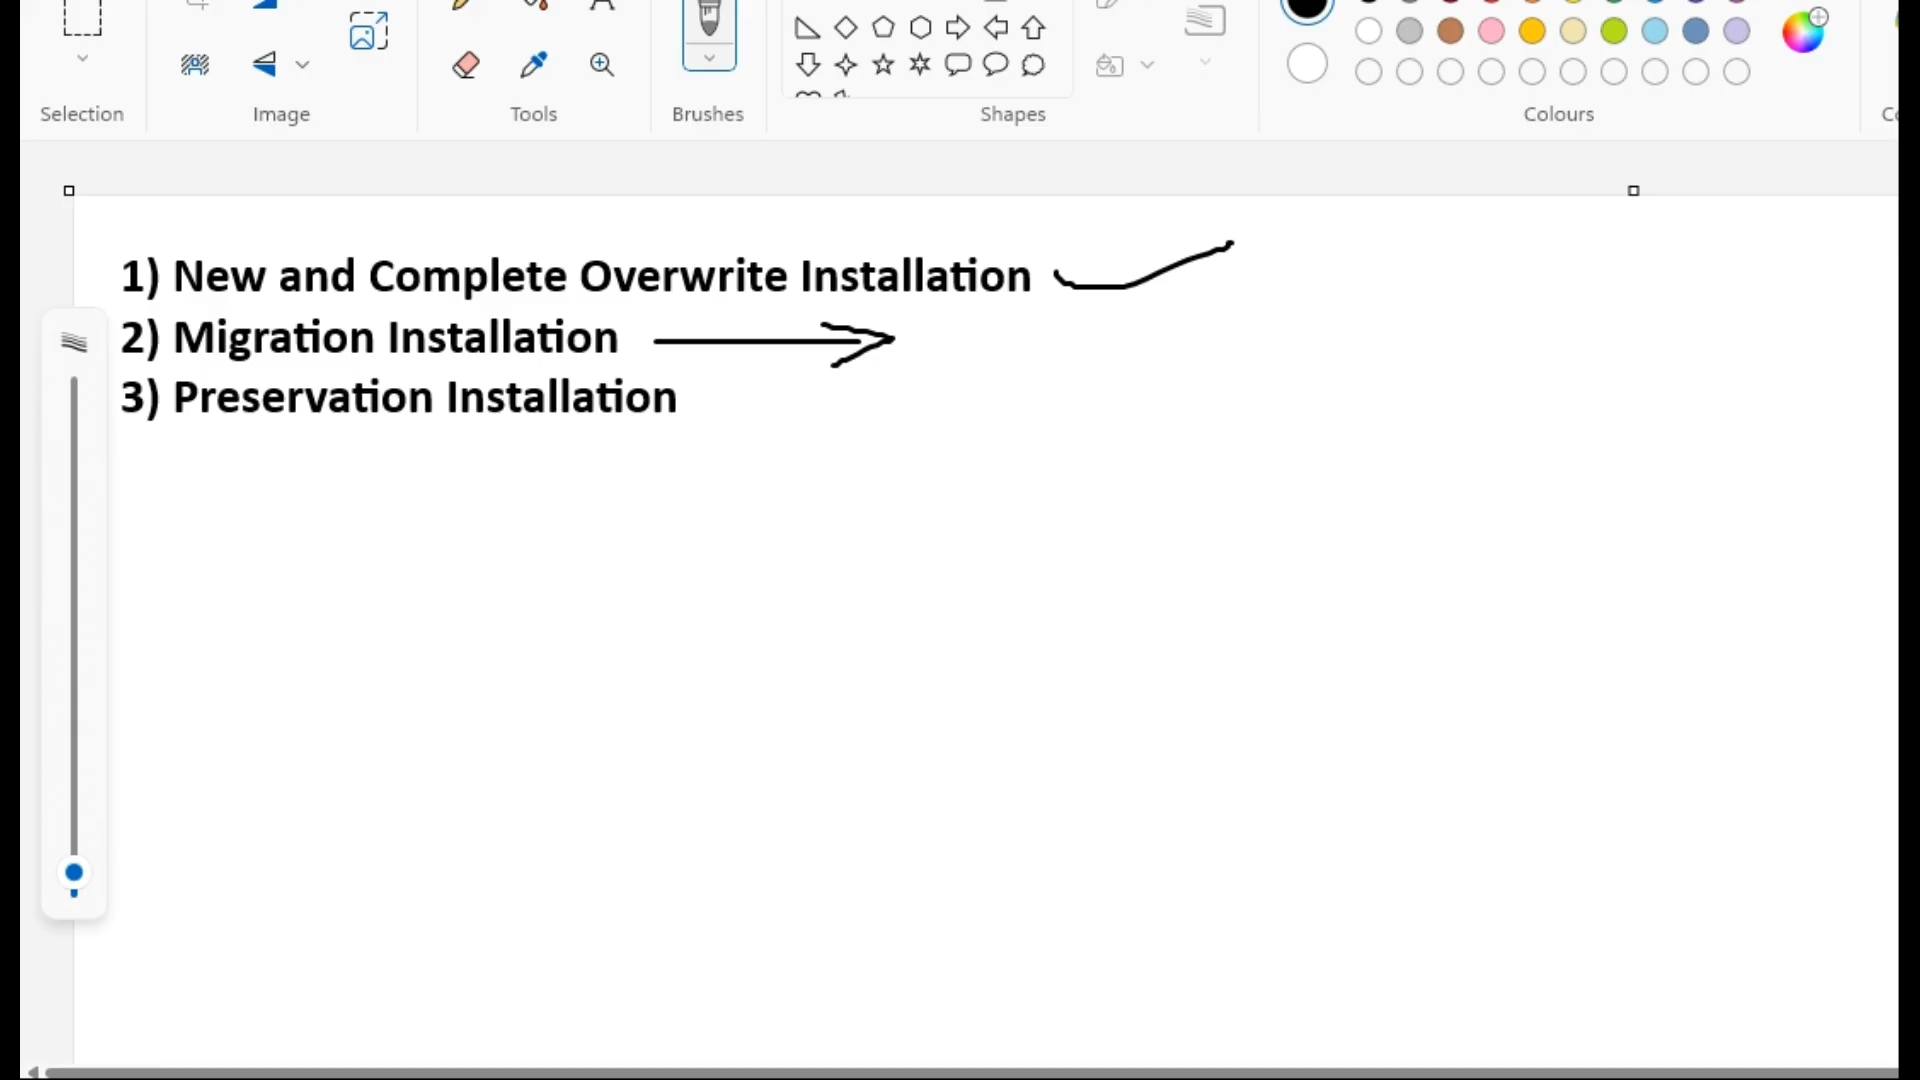 Selection
Image
Tools
Brushes
Shapes
Colours
1) New and Complete Overwrite Installation
2) Migration Installation
3) Preservation Installation